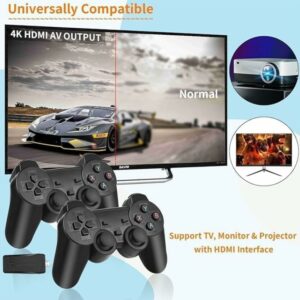 Universally Compatible
4K HDMI AV OUTPUT
Normal
Support TV, Monitor & Projector
with HDMI Interface